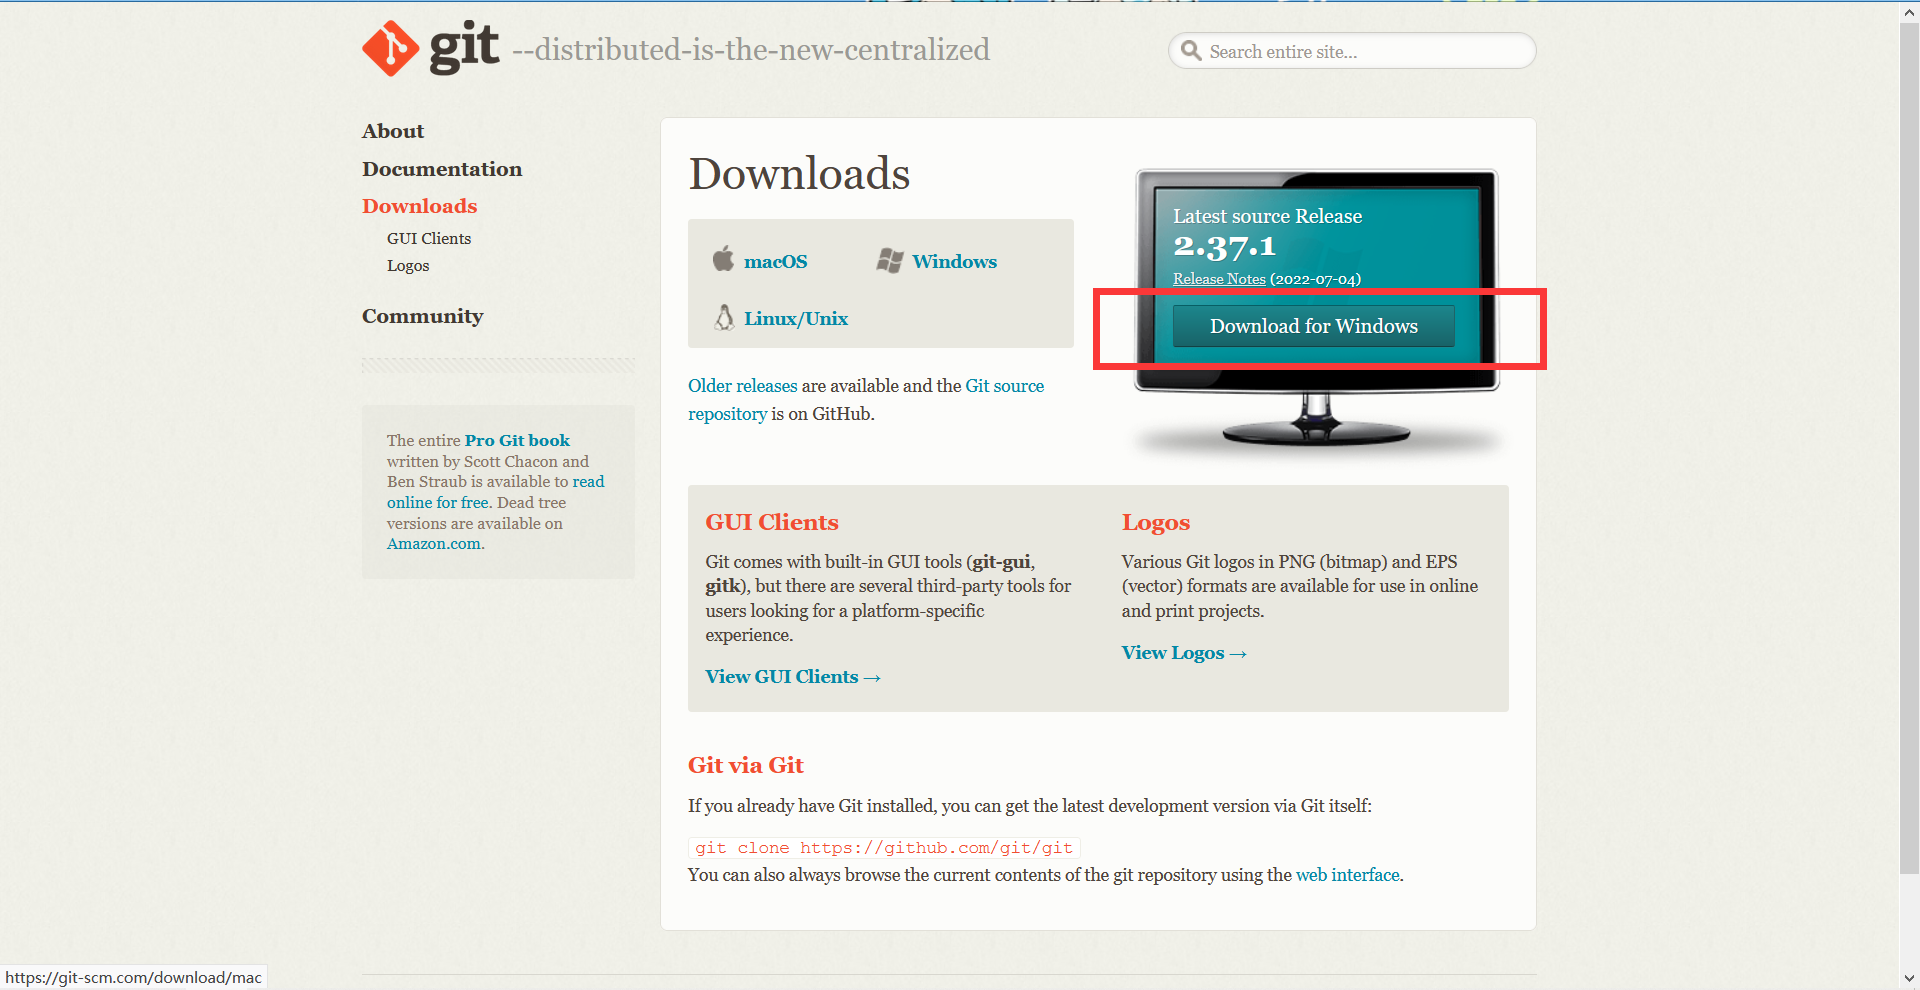 git --distributed-is-the-new-centralized
Search entire site...
About
Documentation
Downloads
GUI Clients
Logos
Community
The entire Pro Git book
written by Scott Chacon and
Ben Straub is available to read
online for free. Dead tree
versions are available on
Amazon.com.
Downloads
macOS
Windows
Linux/Unix
Older releases are available and the Git source
repository is on GitHub.
Latest source Release
2.37.1
Release Notes (2022-07-04)
Download for Windows
GUI Clients
Git comes with built-in GUI tools (git-gui,
gitk), but there are several third-party tools for
users looking for a platform-specific
experience.
View GUI Clients →
Logos
Various Git logos in PNG (bitmap) and EPS
(vector) formats are available for use in online
and print projects.
View Logos →
Git via Git
If you already have Git installed, you can get the latest development version via Git itself:
git clone https://github.com/git/git
You can also always browse the current contents of the git repository using the web interface.
https://git-scm.com/download/mac